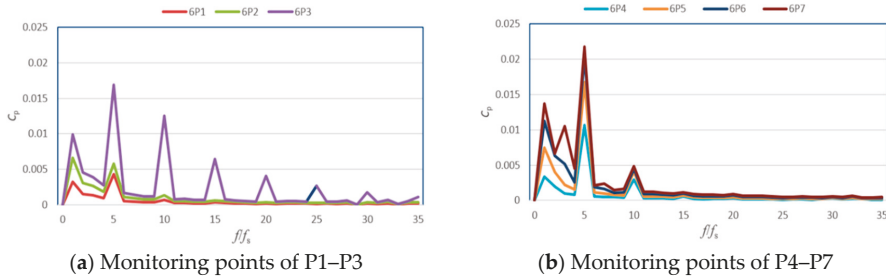 6P1 6P2 6P3
0.025
0.02
0.015
0.01
0.005
0
Cp
0 5 10 15 20 25 30 35
f/fs
(a) Monitoring points of P1–P3
6P4 6P5 6P6 6P7
0.025
0.02
0.015
0.01
0.005
0
Cp
0 5 10 15 20 25 30 35
f/fs
(b) Monitoring points of P4–P7